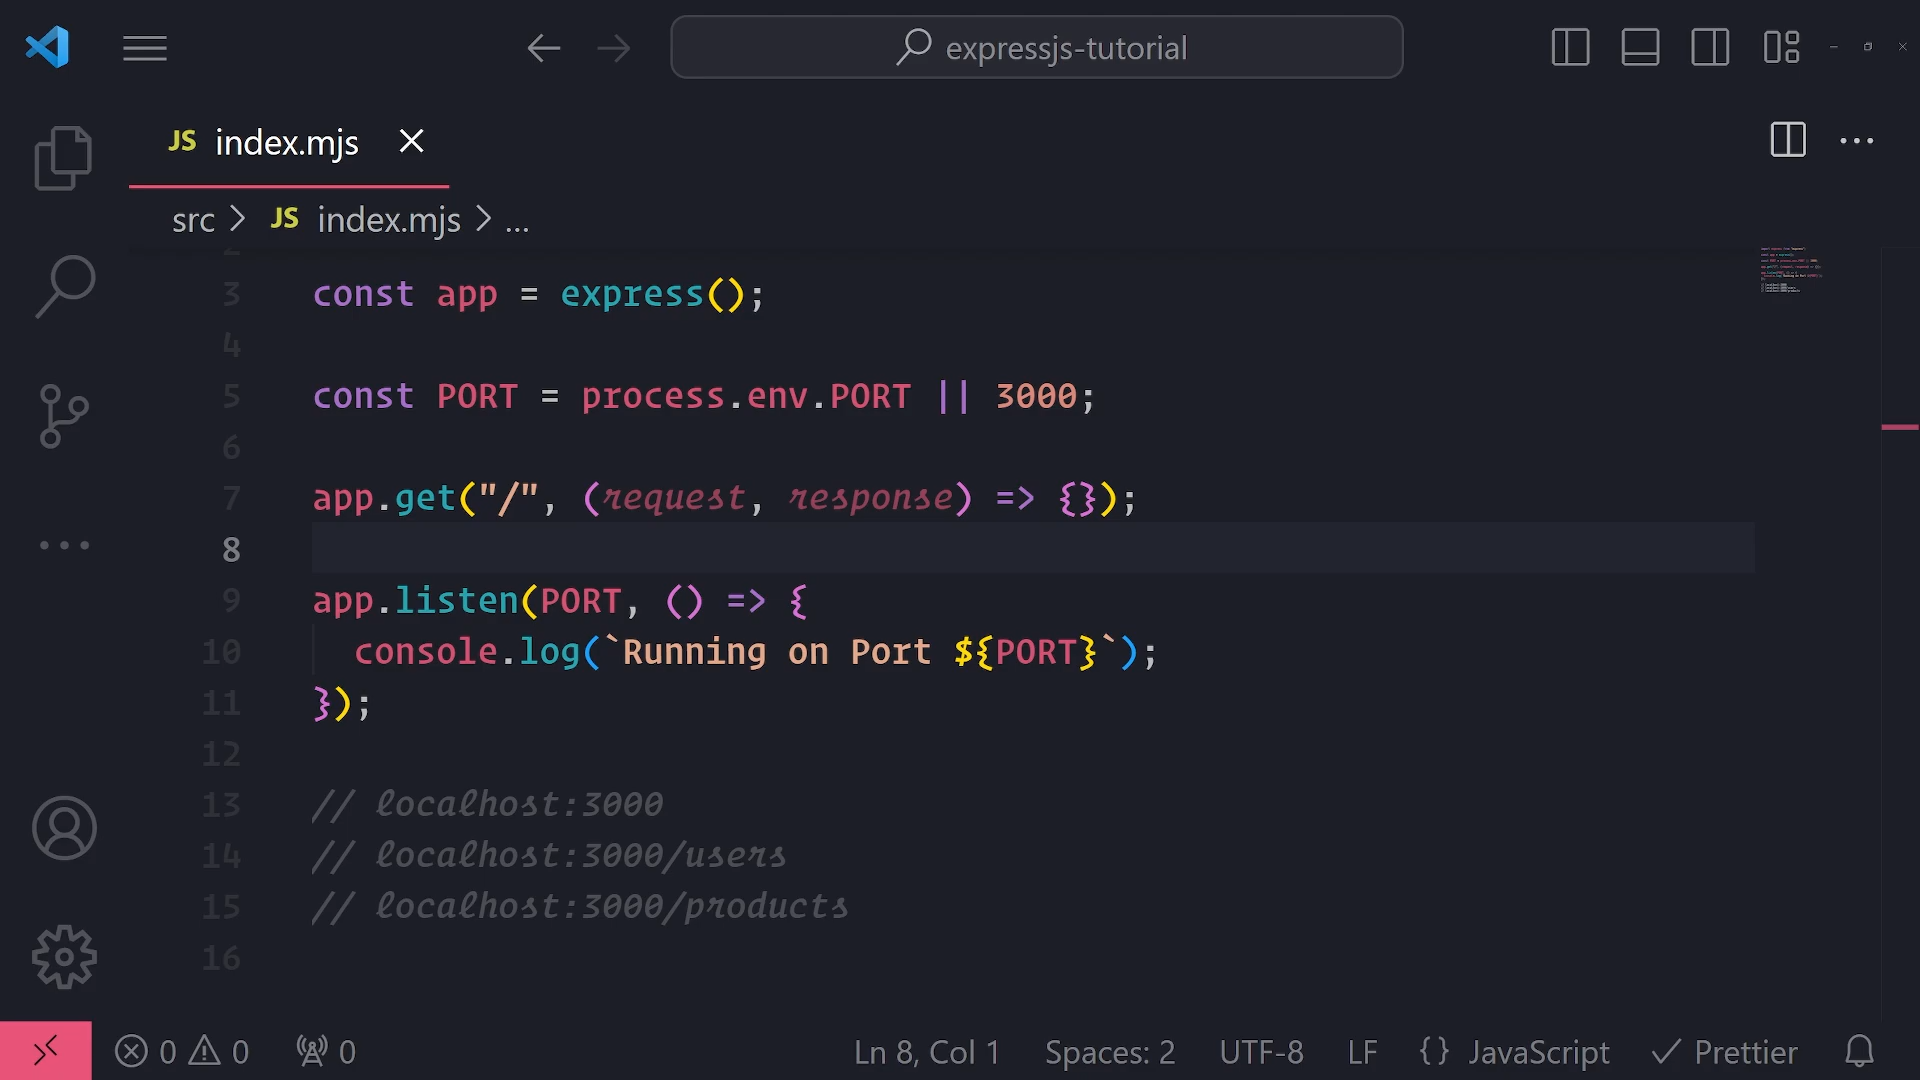 expressjs-tutorial
JS index.mjs
src > JS index.mjs > ...
2
3 const app = express();
4
5 const PORT = process.env.PORT || 3000;
6
7 app.get("/", (request, response) => {});
8
9 app.listen(PORT, () => {
10 console.log(`Running on Port ${PORT}`);
11 });
12
13 // localhost:3000
14 // localhost:3000/users
15 // localhost:3000/products
16
0 0 0 Ln 8, Col 1 Spaces: 2 UTF-8 LF {} JavaScript Prettier